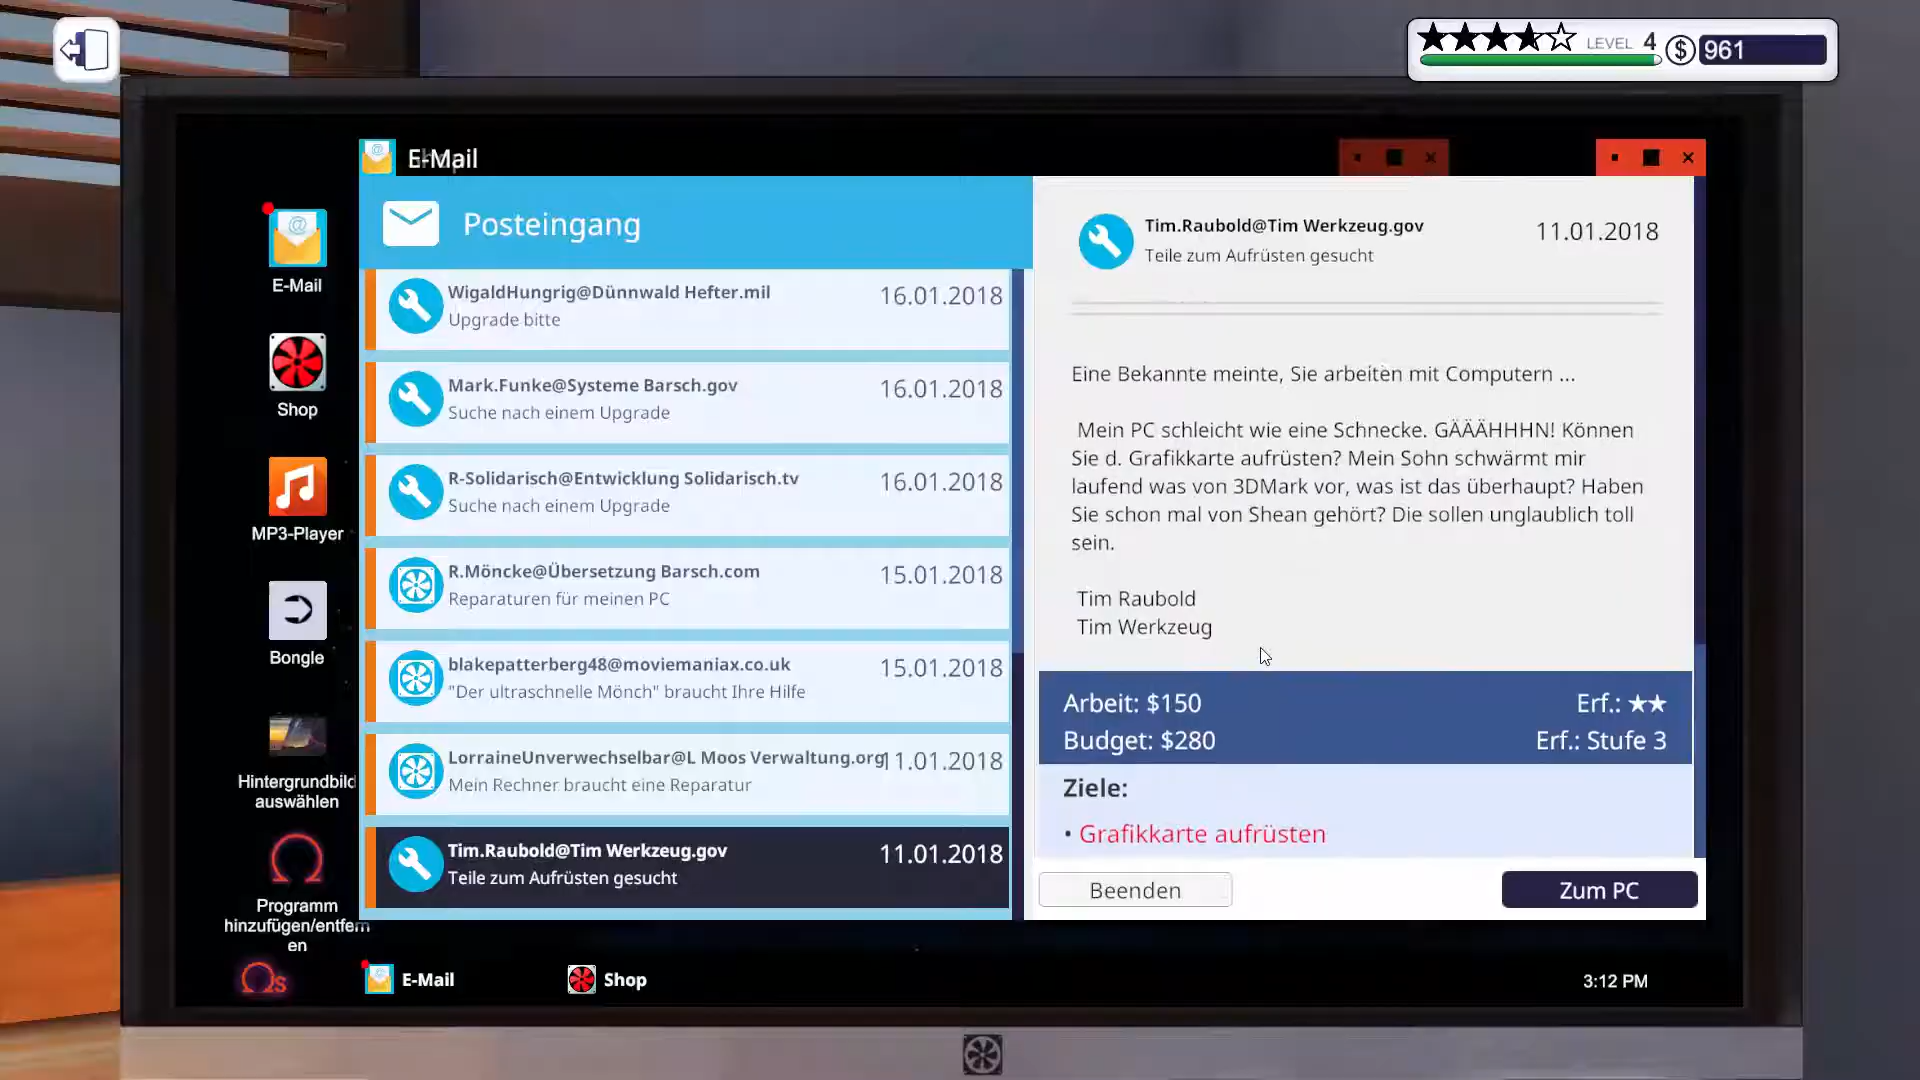 LEVEL 4
961
E-Mail
Posteingang
E-Mail
Shop
MP3-Player
Bongle
Hintergrundbild
auswählen
Programm
hinzufügen/entfern
en
WigaldHungrig@Dünnwald Hefter.mil
16.01.2018
Upgrade bitte
Mark.Funke@Systeme Barsch.gov
16.01.2018
Suche nach einem Upgrade
R-Solidarisch@Entwicklung Solidarisch.tv
16.01.2018
Suche nach einem Upgrade
R.Möncke@Übersetzung Barsch.com
15.01.2018
Reparaturen für meinen PC
blakepatterberg48@moviemaniax.co.uk
15.01.2018
"Der ultraschnelle Mönch" braucht Ihre Hilfe
LorraineUnverwechselbar@L Moos Verwaltung.org
11.01.2018
Mein Rechner braucht eine Reparatur
Tim.Raubold@Tim Werkzeug.gov
11.01.2018
Teile zum Aufrüsten gesucht
Tim.Raubold@Tim Werkzeug.gov
11.01.2018
Teile zum Aufrüsten gesucht
Eine Bekannte meinte, Sie arbeiten mit Computern ...
Mein PC schleicht wie eine Schnecke. GÄÄÄHHHN! Können
Sie d. Grafikkarte aufrüsten? Mein Sohn schwärmt mir
laufend was von 3DMark vor, was ist das überhaupt? Haben
Sie schon mal von Shean gehört? Die sollen unglaublich toll
sein.
Tim Raubold
Tim Werkzeug
Arbeit: $150
Erf.: ★★
Budget: $280
Erf.: Stufe 3
Ziele:
• Grafikkarte aufrüsten
Beenden
Zum PC
E-Mail
Shop
3:12 PM